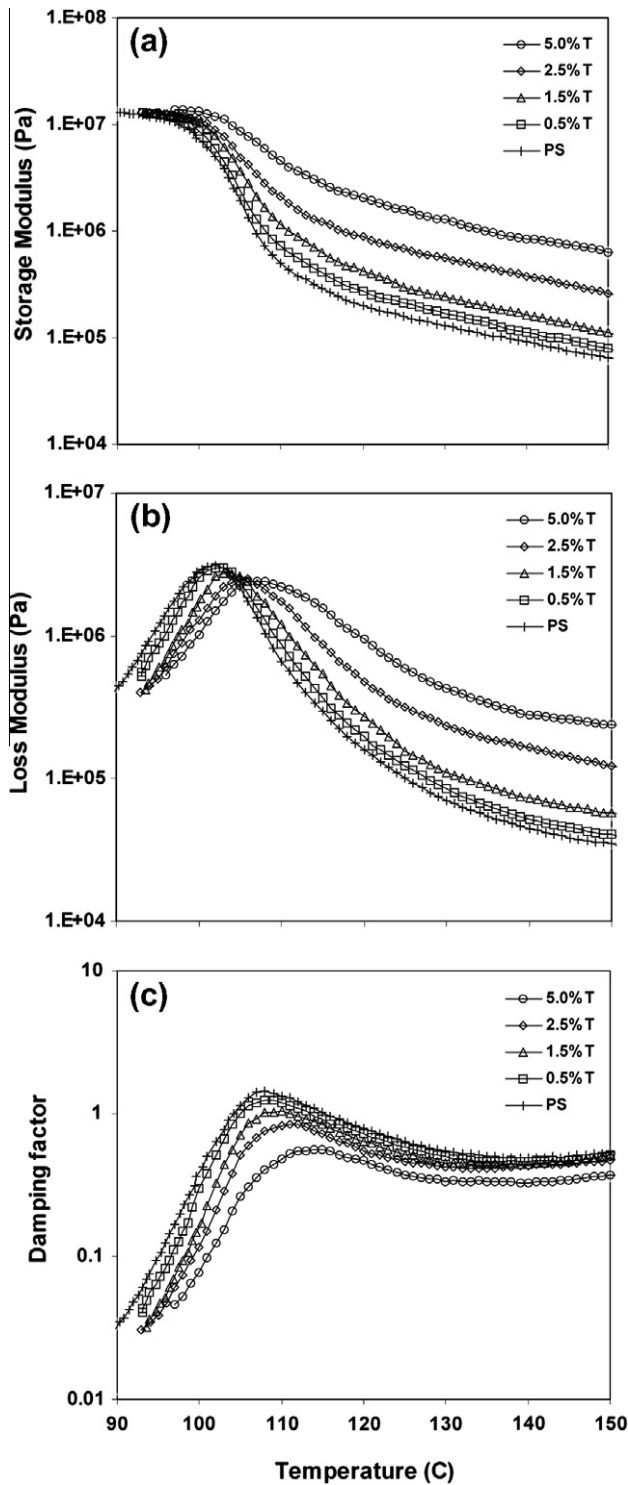 (a)
1.E+08
1.E+07
1.E+06
1.E+05
1.E+04
Storage Modulus (Pa)
5.0% T
2.5% T
1.5% T
0.5% T
PS
(b)
1.E+07
1.E+06
1.E+05
1.E+04
Loss Modulus (Pa)
5.0% T
2.5% T
1.5% T
0.5% T
PS
(c)
10
1
0.1
0.01
Damping factor
5.0% T
2.5% T
1.5% T
0.5% T
PS
90 100 110 120 130 140 150
Temperature (C)